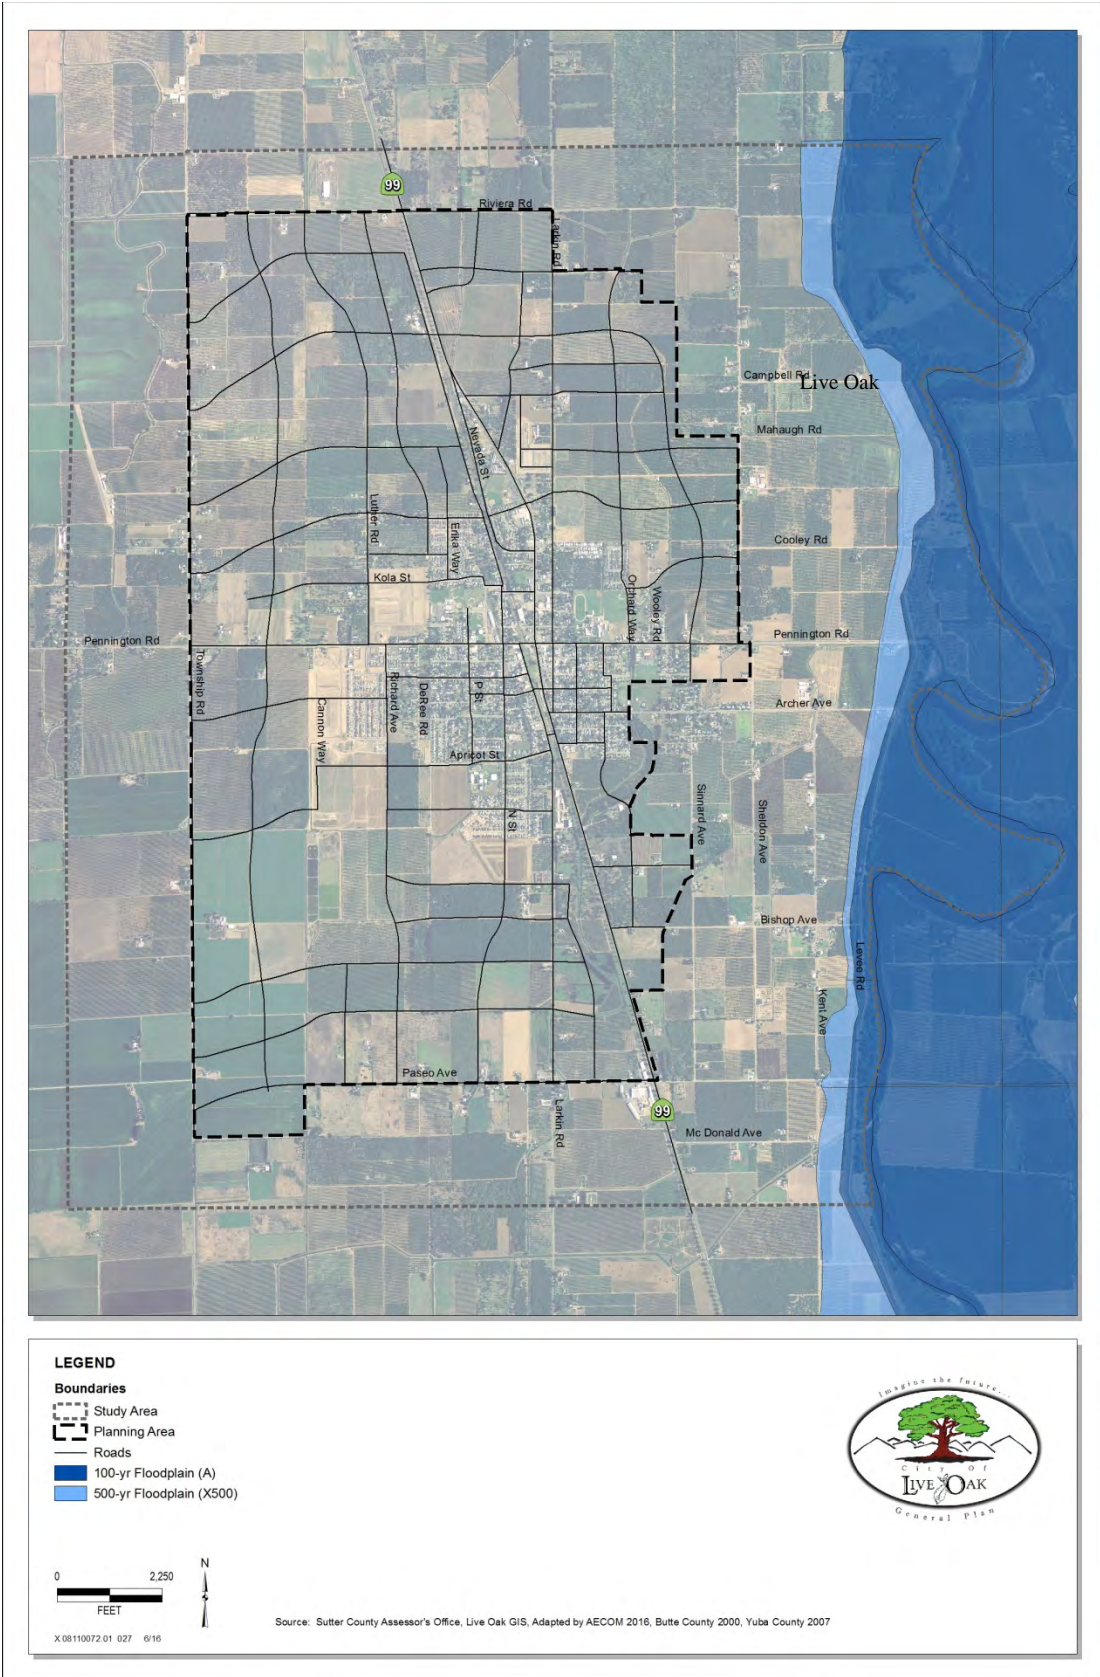 99
Riviera Rd
Larkin Rd
Campbell Rd
Live Oak
Mahaugh Rd
Nevada St
Luther Rd
Erika Way
Cooley Rd
Kola St
Orchard Way
Wooley Rd
Pennington Rd
Pennington Rd
Township Rd
Richard Ave
DeRee Rd
P St
Cannon Way
Archer Ave
Apricot St
Sinnard Ave
Sheldon Ave
N St
Bishop Ave
Levee Rd
Kent Ave
Paseo Ave
99
Larkin Rd
Mc Donald Ave
LEGEND
Boundaries
Study Area
Planning Area
Roads
100-yr Floodplain (A)
500-yr Floodplain (X500)
Imagine the future...
City Of
LIVE OAK
General Plan
N
0 2,250
FEET
X 08110072.01 027 6/16
Source: Sutter County Assessor's Office, Live Oak GIS, Adapted by AECOM 2016, Butte County 2000, Yuba County 2007